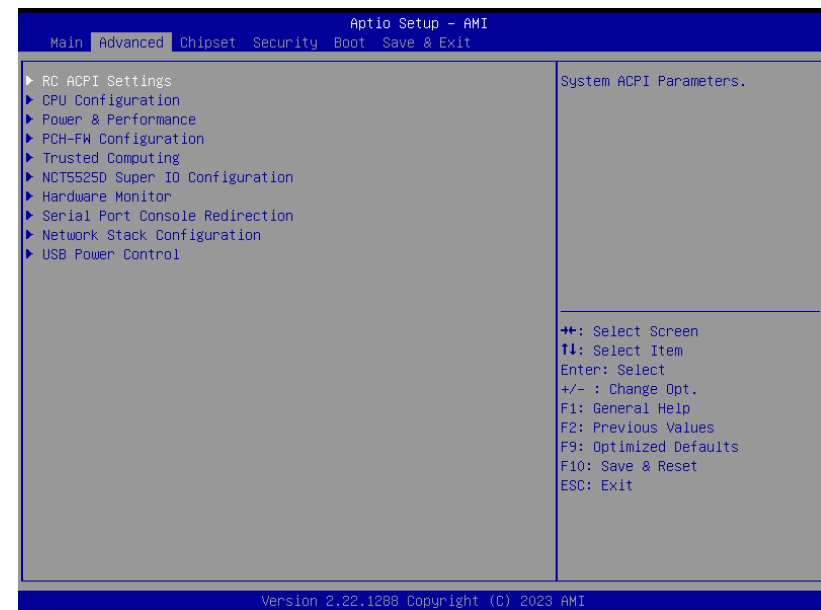 Aptio Setup – AMI
Main Advanced Chipset Security Boot Save & Exit
▶ RC ACPI Settings
▶ CPU Configuration
▶ Power & Performance
▶ PCH-FW Configuration
▶ Trusted Computing
▶ NCT5525D Super IO Configuration
▶ Hardware Monitor
▶ Serial Port Console Redirection
▶ Network Stack Configuration
▶ USB Power Control
System ACPI Parameters.
→←: Select Screen
↑↓: Select Item
Enter: Select
+/- : Change Opt.
F1: General Help
F2: Previous Values
F9: Optimized Defaults
F10: Save & Reset
ESC: Exit
Version 2.22.1288 Copyright (C) 2023 AMI